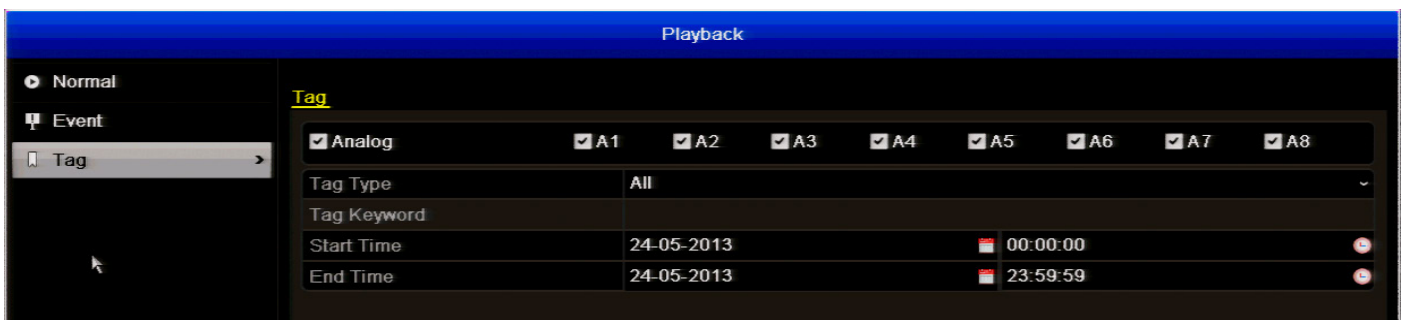 Playback
Normal
Event
Tag
Tag
Analog A1 A2 A3 A4 A5 A6 A7 A8
Tag Type All
Tag Keyword
Start Time 24-05-2013 00:00:00
End Time 24-05-2013 23:59:59